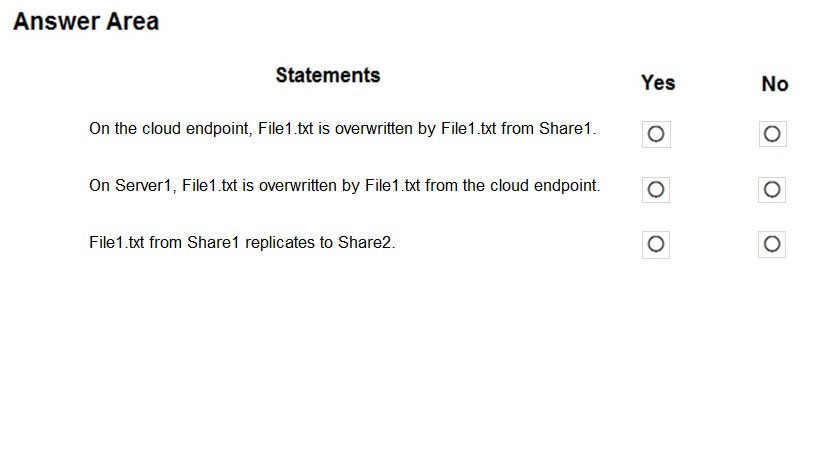 Answer Area
Statements Yes No
On the cloud endpoint, File1.txt is overwritten by File1.txt from Share1.
On Server1, File1.txt is overwritten by File1.txt from the cloud endpoint.
File1.txt from Share1 replicates to Share2.